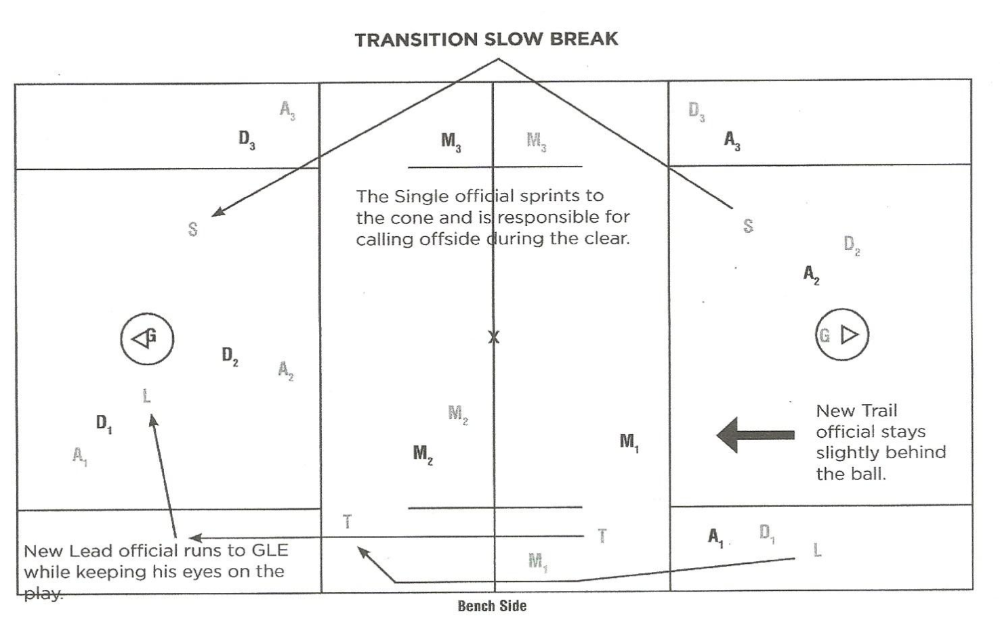 TRANSITION SLOW BREAK
A3
D3
M3
M3
D3
A3
The Single official sprints to
the cone and is responsible for
calling offside during the clear.
S
S
D2
A2
G
X
G
D2
A2
L
D1
A1
M2
M2
M1
New Trail
official stays
slightly behind
the ball.
T
T
A1
D1
L
M1
New Lead official runs to GLE
while keeping his eyes on the
play.
Bench Side